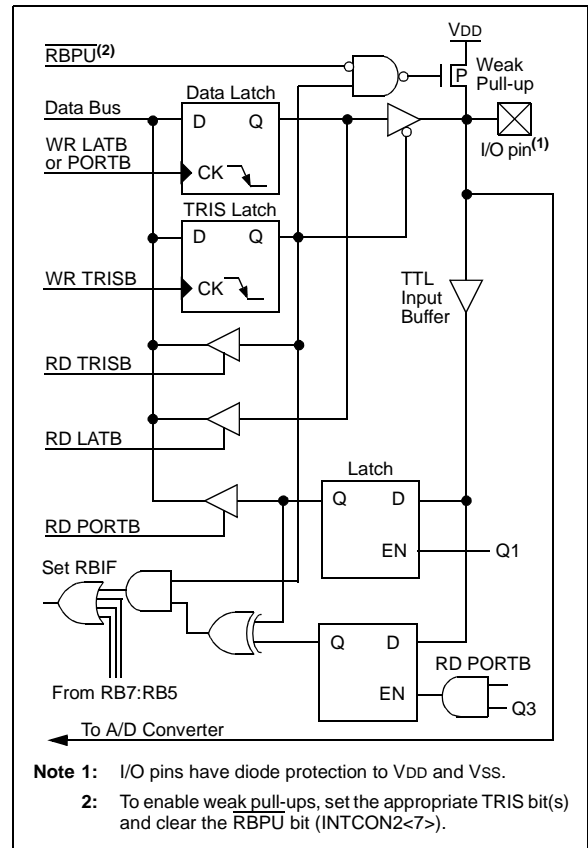 VDD
RBPU(2)
Weak
Pull-up
P
Data Bus
Data Latch
D Q
WR LATB
or PORTB
CK
I/O pin(1)
TRIS Latch
D Q
WR TRISB
CK
TTL
Input
Buffer
RD TRISB
RD LATB
Latch
Q D
RD PORTB
EN
Q1
Set RBIF
Q D
RD PORTB
EN
Q3
From RB7:RB5
To A/D Converter
Note 1: I/O pins have diode protection to VDD and VSS.
2: To enable weak pull-ups, set the appropriate TRIS bit(s)
and clear the RBPU bit (INTCON2<7>).